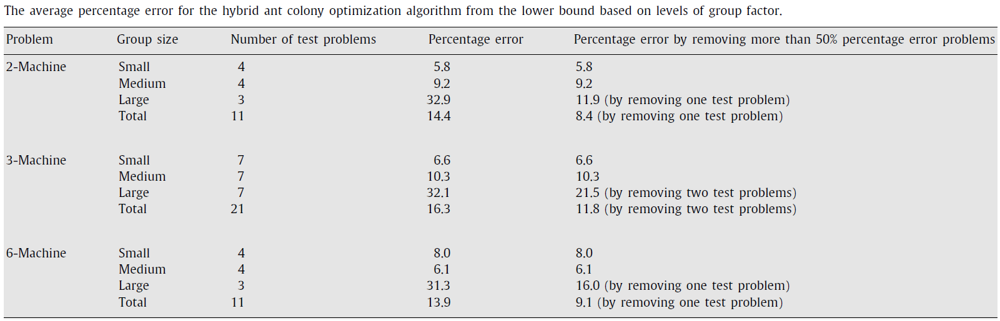 The average percentage error for the hybrid ant colony optimization algorithm from the lower bound based on levels of group factor.
Problem Group size Number of test problems Percentage error Percentage error by removing more than 50% percentage error problems
2-Machine Small 4 5.8 5.8
Medium 4 9.2 9.2
Large 3 32.9 11.9 (by removing one test problem)
Total 11 14.4 8.4 (by removing one test problem)
3-Machine Small 7 6.6 6.6
Medium 7 10.3 10.3
Large 7 32.1 21.5 (by removing two test problems)
Total 21 16.3 11.8 (by removing two test problems)
6-Machine Small 4 8.0 8.0
Medium 4 6.1 6.1
Large 3 31.3 16.0 (by removing one test problem)
Total 11 13.9 9.1 (by removing one test problem)